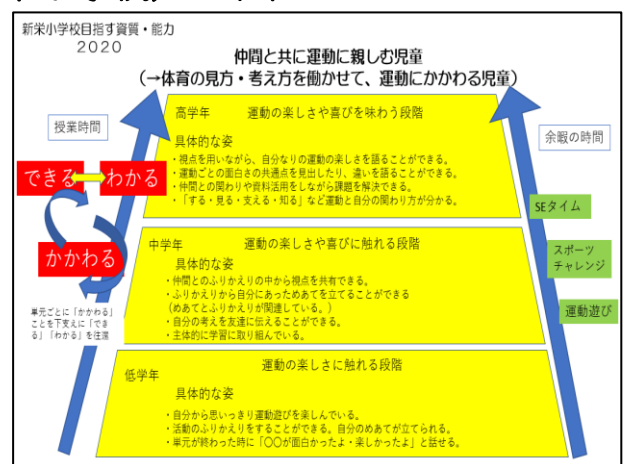 新栄小学校目指す資質・能力
2020
仲間と共に運動に親しむ児童
(→体育の見方・考え方を働かせて、運動にかかわる児童)
授業時間
余暇の時間
高学年 運動の楽しさや喜びを味わう段階
具体的な姿
・視点を用いながら、自分なりの運動の楽しさを語ることができる。
・運動ごとの面白さの共通点を見出したり、違いを語ることができる。
・仲間との関わりや資料活用をしながら課題を解決できる。
・「する・見る・支える・知る」など運動と自分の関わり方が分かる。
できる
わかる
かかわる
単元ごとに「かかわる」
ことを下支えに「でき
る」「わかる」を往還
SEタイム
スポーツ
チャレンジ
運動遊び
中学年 運動の楽しさや喜びに触れる段階
具体的な姿
・仲間とのふりかえりの中から視点を共有できる。
・ふりかえりから自分にあっためあてを立てることができる
(めあてとふりかえりが関連している。)
・自分の考えを友達に伝えることができる。
・主体的に学習に取り組んでいる。
低学年 運動の楽しさに触れる段階
具体的な姿
・自分から思いっきり運動遊びを楽しんでいる。
・活動のふりかえりをすることができる。自分のめあてが立てられる。
・単元が終わった時に「〇〇が面白かったよ・楽しかったよ」と話せる。